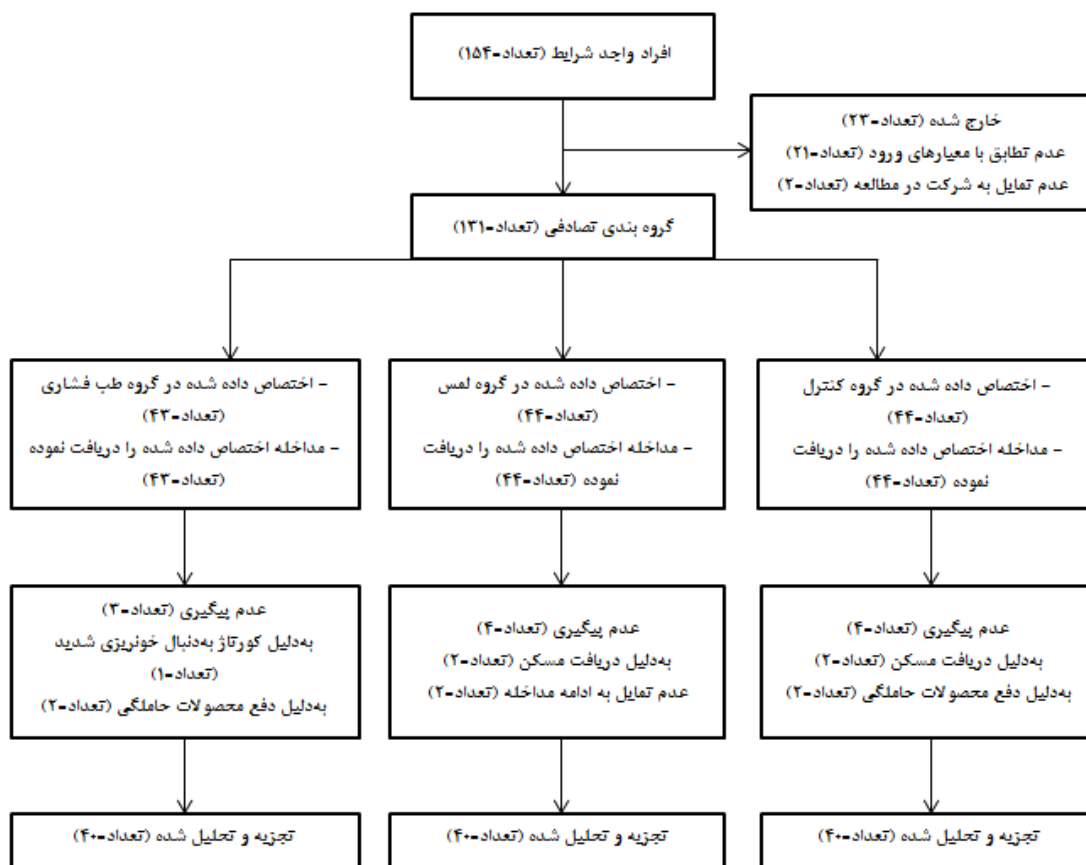 افراد واجد شرایط (تعداد=۱۵۴)
خارج شده (تعداد=۲۳)
عدم تطابق با معیارهای ورود (تعداد=۲۱)
عدم تمایل به شرکت در مطالعه (تعداد=۲)
گروه بندی تصادفی (تعداد=۱۳۱)
- اختصاص داده شده در گروه کنترل
(تعداد=۴۴)
- مداخله اختصاص داده شده را دریافت
نموده (تعداد=۴۴)
- اختصاص داده شده در گروه لمس
(تعداد=۴۴)
- مداخله اختصاص داده شده را دریافت
نموده (تعداد=۴۴)
- اختصاص داده شده در گروه طب فشاری
(تعداد=۴۳)
- مداخله اختصاص داده شده را دریافت نموده
(تعداد=۴۳)
عدم پیگیری (تعداد=۴)
به‌دلیل دریافت مسکن (تعداد=۲)
به‌دلیل دفع محصولات حاملگی (تعداد=۲)
عدم پیگیری (تعداد=۴)
به‌دلیل دریافت مسکن (تعداد=۲)
عدم تمایل به ادامه مداخله (تعداد=۲)
عدم پیگیری (تعداد=۳)
به‌دلیل کورتاژ به‌دنبال خونریزی شدید
(تعداد=۱)
به‌دلیل دفع محصولات حاملگی (تعداد=۲)
تجزیه و تحلیل شده (تعداد=۴۰)
تجزیه و تحلیل شده (تعداد=۴۰)
تجزیه و تحلیل شده (تعداد=۴۰)